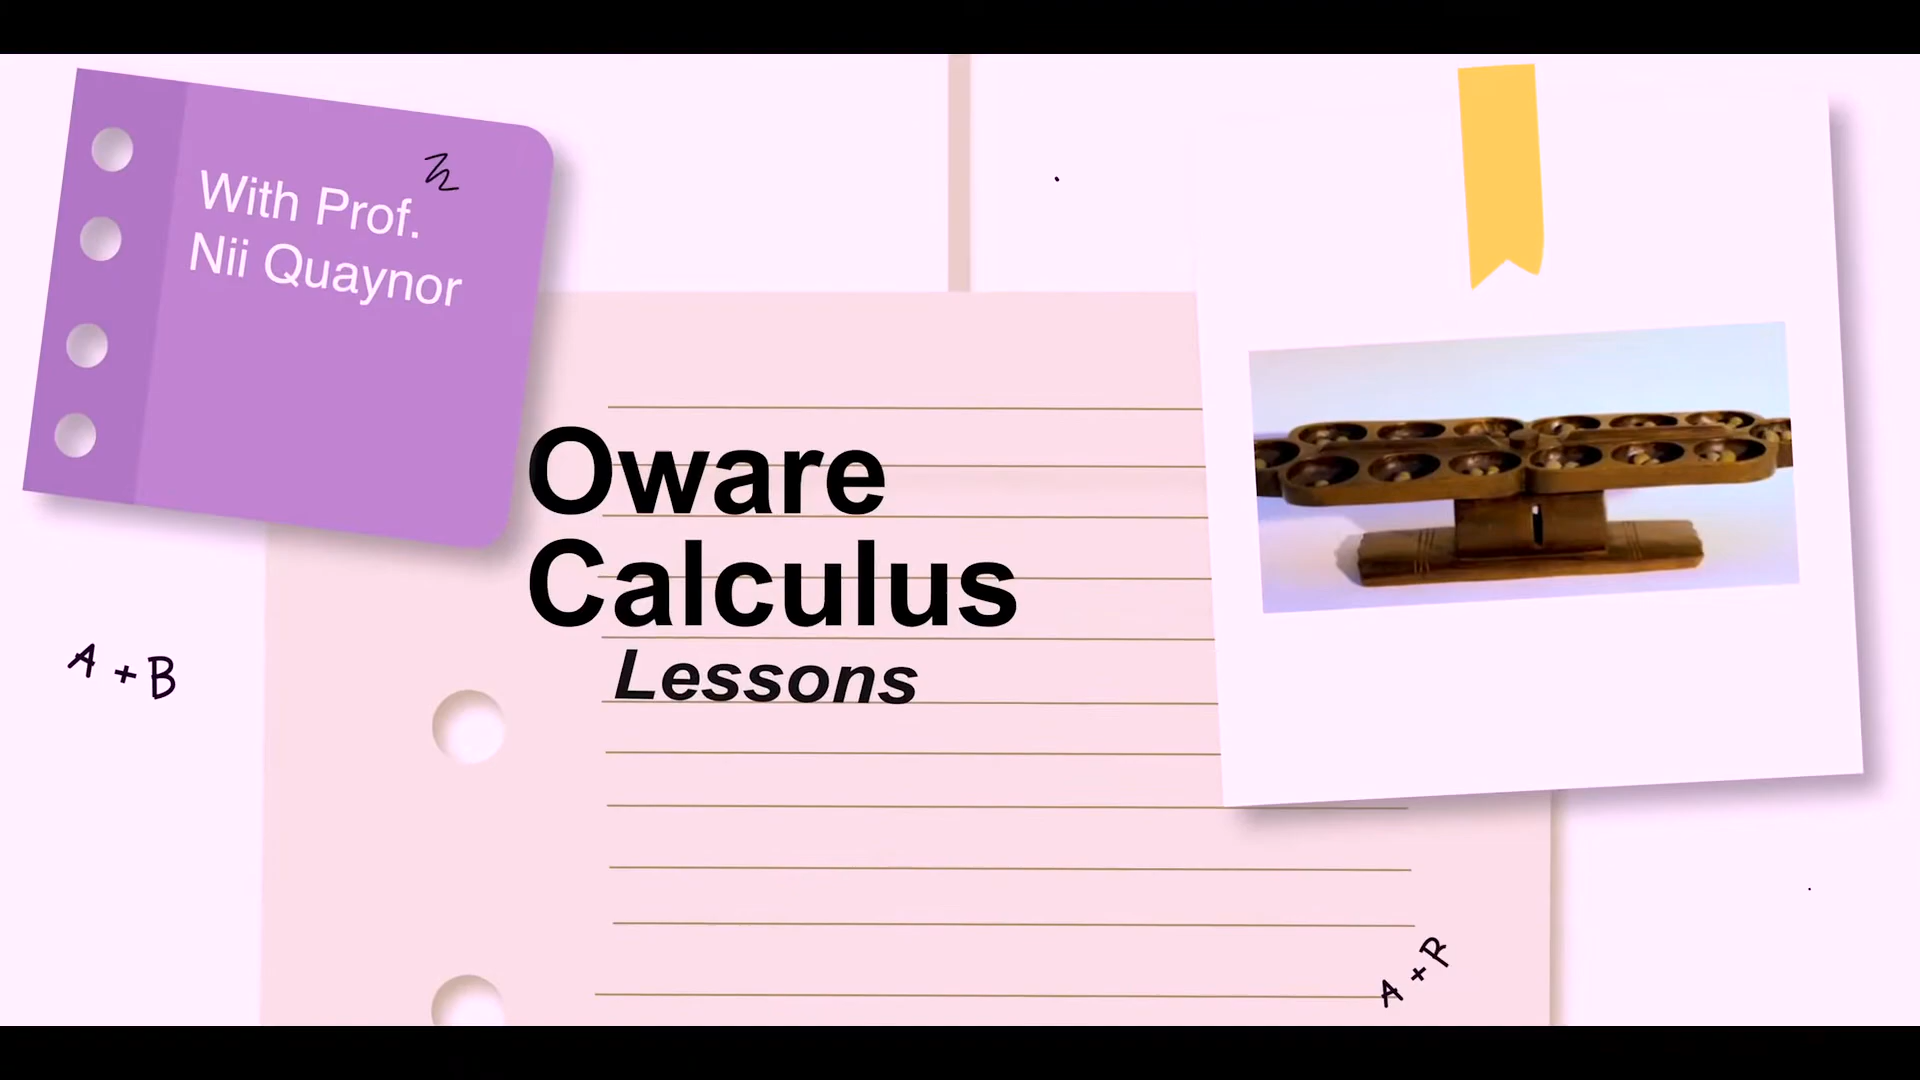 With Prof.
Nii Quaynor
Oware
Calculus
Lessons
A + B
A + R